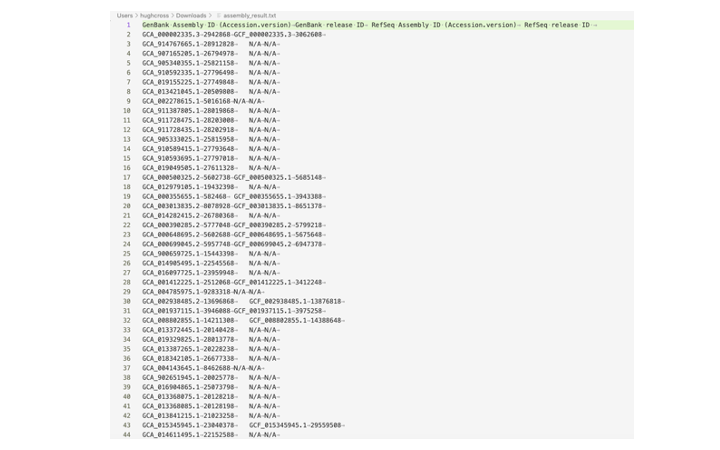 Users > hughcross > Downloads > assembly_result.txt
1 GenBank·Assembly·ID·(Accession.version)→GenBank·release·ID→ RefSeq·Assembly·ID·(Accession.version)→ RefSeq·release·ID →
2 GCA_000002335.3→2942868→GCF_000002335.3→3062608→
3 GCA_914767665.1→28912828→ N/A→N/A→
4 GCA_907165205.1→26794978→ N/A→N/A→
5 GCA_905340355.1→25821158→ N/A→N/A→
6 GCA_910592335.1→27796498→ N/A→N/A→
7 GCA_019155225.1→27749848→ N/A→N/A→
8 GCA_013421045.1→20509808→ N/A→N/A→
9 GCA_002278615.1→5016168→N/A→N/A→
10 GCA_911387805.1→28019868→ N/A→N/A→
11 GCA_911728475.1→28203008→ N/A→N/A→
12 GCA_911728435.1→28202918→ N/A→N/A→
13 GCA_905333025.1→25815958→ N/A→N/A→
14 GCA_910589415.1→27793648→ N/A→N/A→
15 GCA_910593695.1→27797018→ N/A→N/A→
16 GCA_019049505.1→27611328→ N/A→N/A→
17 GCA_000500325.2→5602738→GCF_000500325.1→5685148→
18 GCA_012979105.1→19432398→ N/A→N/A→
19 GCA_000355655.1→582468→ GCF_000355655.1→3943388→
20 GCA_003013835.2→8078928→GCF_003013835.1→8651378→
21 GCA_014282415.2→26780368→ N/A→N/A→
22 GCA_000390285.2→5777048→GCF_000390285.2→5799218→
23 GCA_000648695.2→5602688→GCF_000648695.1→5675648→
24 GCA_000699045.2→5957748→GCF_000699045.2→6947378→
25 GCA_900659725.1→15443398→ N/A→N/A→
26 GCA_014905495.1→22545568→ N/A→N/A→
27 GCA_016097725.1→23959948→ N/A→N/A→
28 GCA_001412225.1→2512068→GCF_001412225.1→3412248→
29 GCA_004785975.1→9283318→N/A→N/A→
30 GCA_002938485.2→13696868→ GCF_002938485.1→13876818→
31 GCA_001937115.1→3946088→GCF_001937115.1→3975258→
32 GCA_008802855.1→14211308→ GCF_008802855.1→14388648→
33 GCA_013372445.1→20140428→ N/A→N/A→
34 GCA_019329825.1→28013778→ N/A→N/A→
35 GCA_013387265.1→20228238→ N/A→N/A→
36 GCA_018342105.1→26677338→ N/A→N/A→
37 GCA_004143645.1→8462688→N/A→N/A→
38 GCA_902651945.1→20025778→ N/A→N/A→
39 GCA_016904865.1→25073798→ N/A→N/A→
40 GCA_013368075.1→20128218→ N/A→N/A→
41 GCA_013368085.1→20128198→ N/A→N/A→
42 GCA_013841215.1→21023258→ N/A→N/A→
43 GCA_015345945.1→23040378→ GCF_015345945.1→29559508→
44 GCA_014611495.1→22152588→ N/A→N/A→